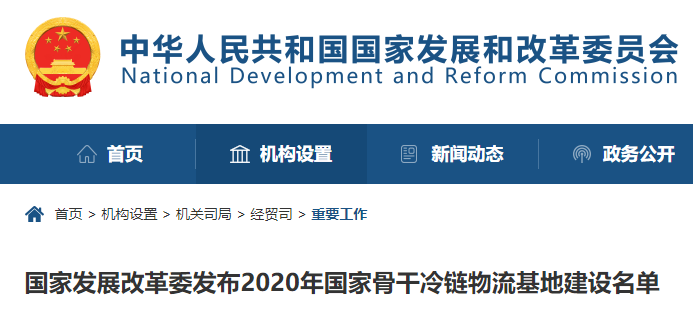 中华人民共和国国家发展和改革委员会
National Development and Reform Commission
首页 机构设置 新闻动态 政务公开
首页 > 机构设置 > 机关司局 > 经贸司 > 重要工作
国家发展改革委发布2020年国家骨干冷链物流基地建设名单